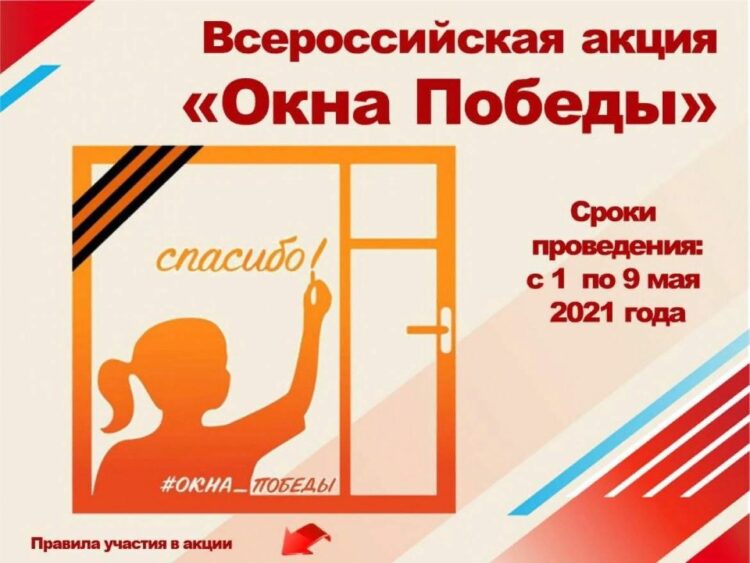 Всероссийская акция
«Окна Победы»
Сроки
проведения:
с 1 по 9 мая
2021 года
спасибо!
#ОКНА_ПОБЕДЫ
Правила участия в акции